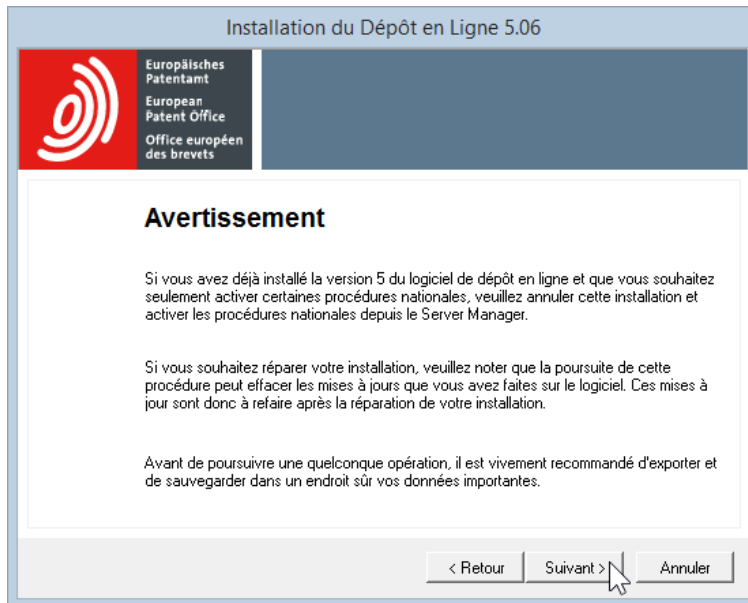 Installation du Dépôt en Ligne 5.06
Europäisches
Patentamt
European
Patent Office
Office européen
des brevets
Avertissement
Si vous avez déjà installé la version 5 du logiciel de dépôt en ligne et que vous souhaitez
seulement activer certaines procédures nationales, veuillez annuler cette installation et
activer les procédures nationales depuis le Server Manager.
Si vous souhaitez réparer votre installation, veuillez noter que la poursuite de cette
procédure peut effacer les mises à jours que vous avez faites sur le logiciel. Ces mises à
jour sont donc à refaire après la réparation de votre installation.
Avant de poursuivre une quelconque opération, il est vivement recommandé d'exporter et
de sauvegarder dans un endroit sûr vos données importantes.
< Retour Suivant > Annuler